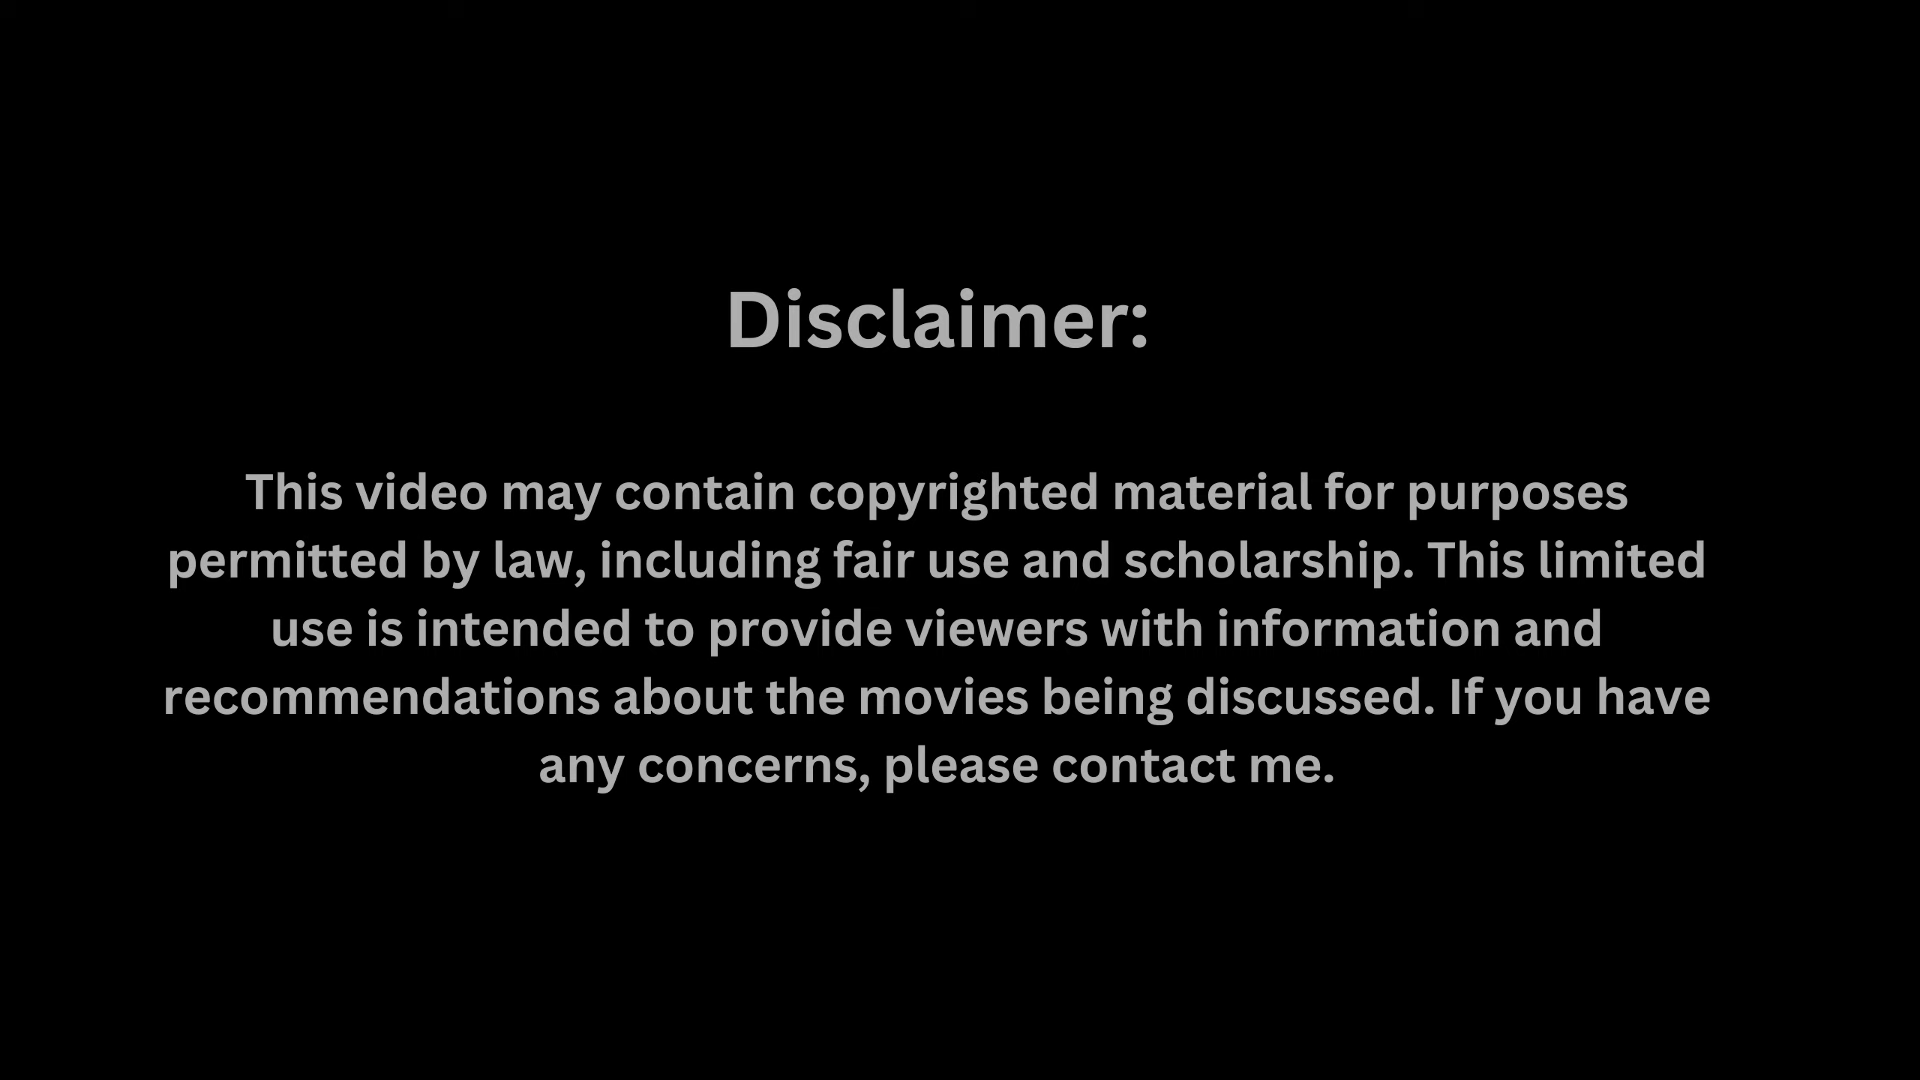 Disclaimer:
This video may contain copyrighted material for purposes
permitted by law, including fair use and scholarship. This limited
use is intended to provide viewers with information and
recommendations about the movies being discussed. If you have
any concerns, please contact me.